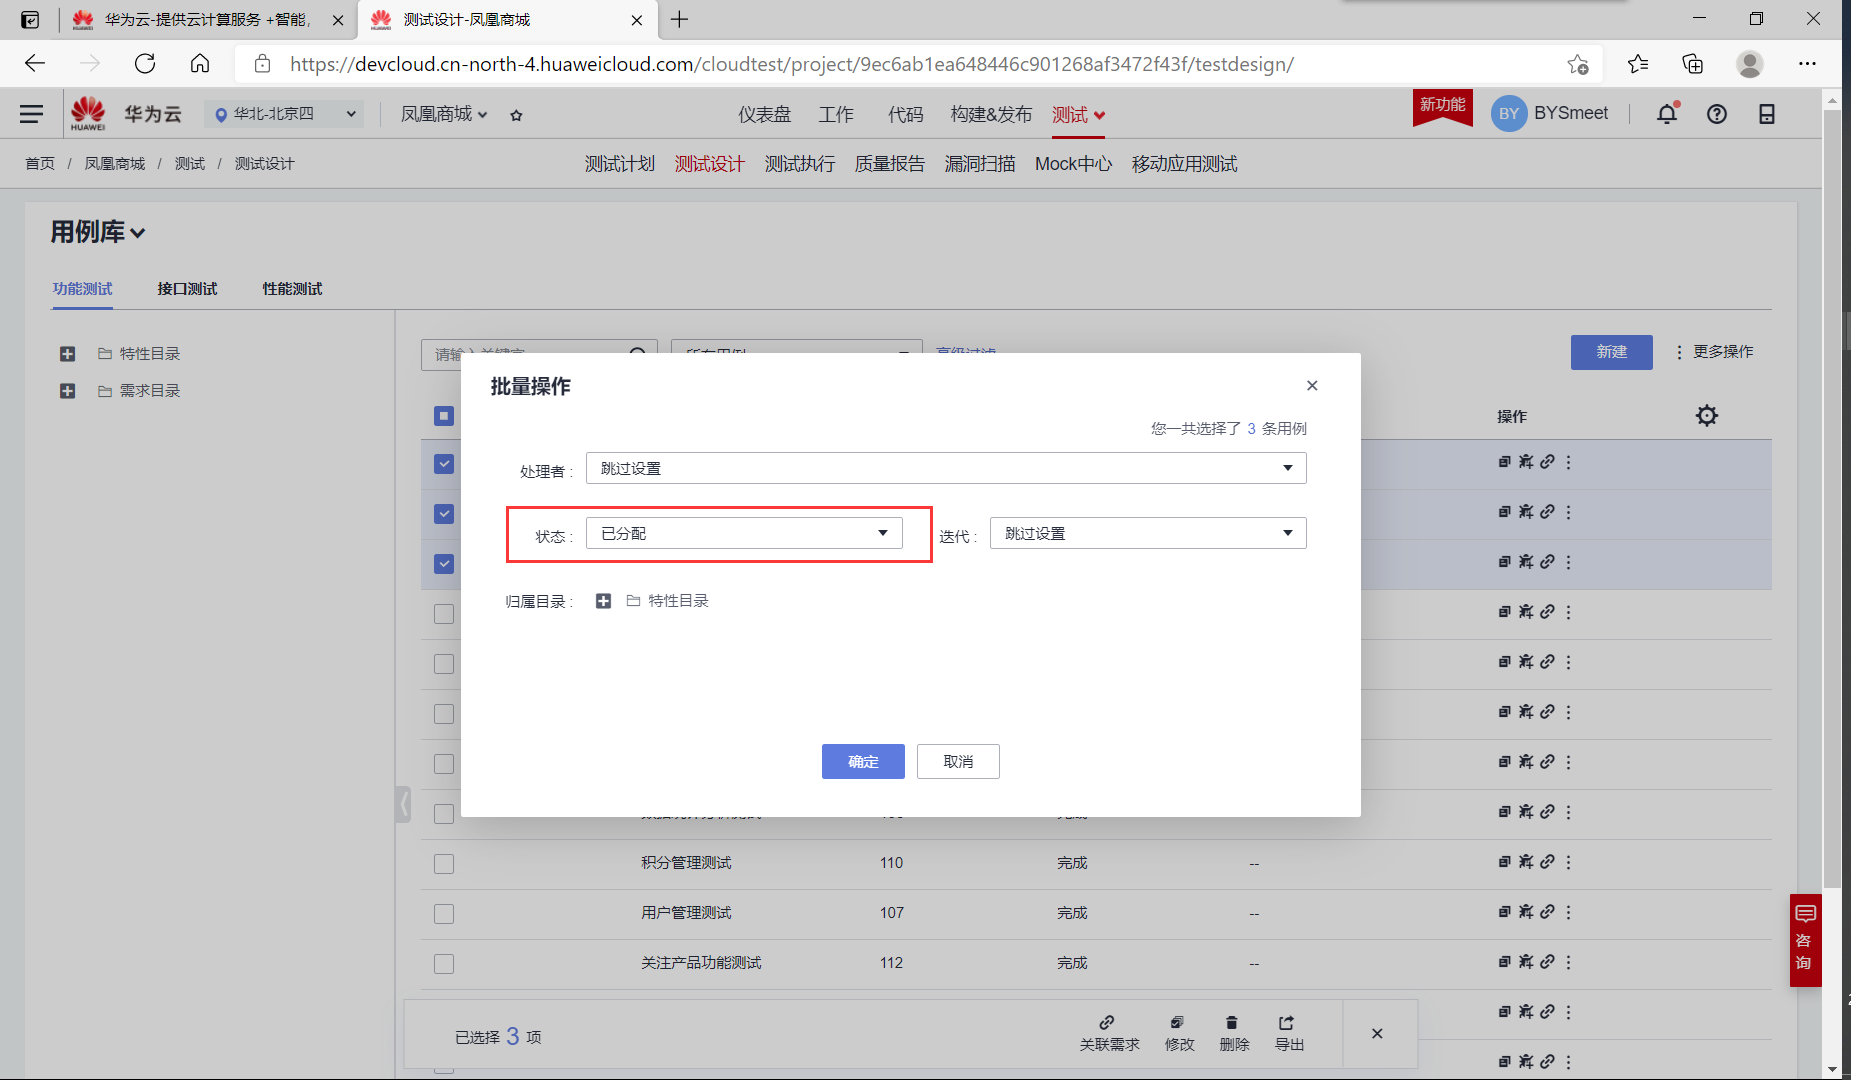 华为云-提供云计算服务 +智能,
测试设计-凤凰商城
https://devcloud.cn-north-4.huaweicloud.com/cloudtest/project/9ec6ab1ea648446c901268af3472f43f/testdesign/
HUAWEI
华为云
华北-北京四
凤凰商城
仪表盘 工作 代码 构建&发布 测试
新功能
BY
BYSmeet
首页 / 凤凰商城 / 测试 / 测试设计
测试计划 测试设计 测试执行 质量报告 漏洞扫描 Mock中心 移动应用测试
用例库
功能测试 接口测试 性能测试
特性目录
需求目录
新建
更多操作
操作
批量操作
您一共选择了 3 条用例
处理者 :
跳过设置
状态 :
已分配
迭代 :
跳过设置
归属目录 :
特性目录
确定
取消
积分管理测试 110 完成 --
用户管理测试 107 完成 --
关注产品功能测试 112 完成 --
咨询
已选择 3 项
关联需求 修改 删除 导出